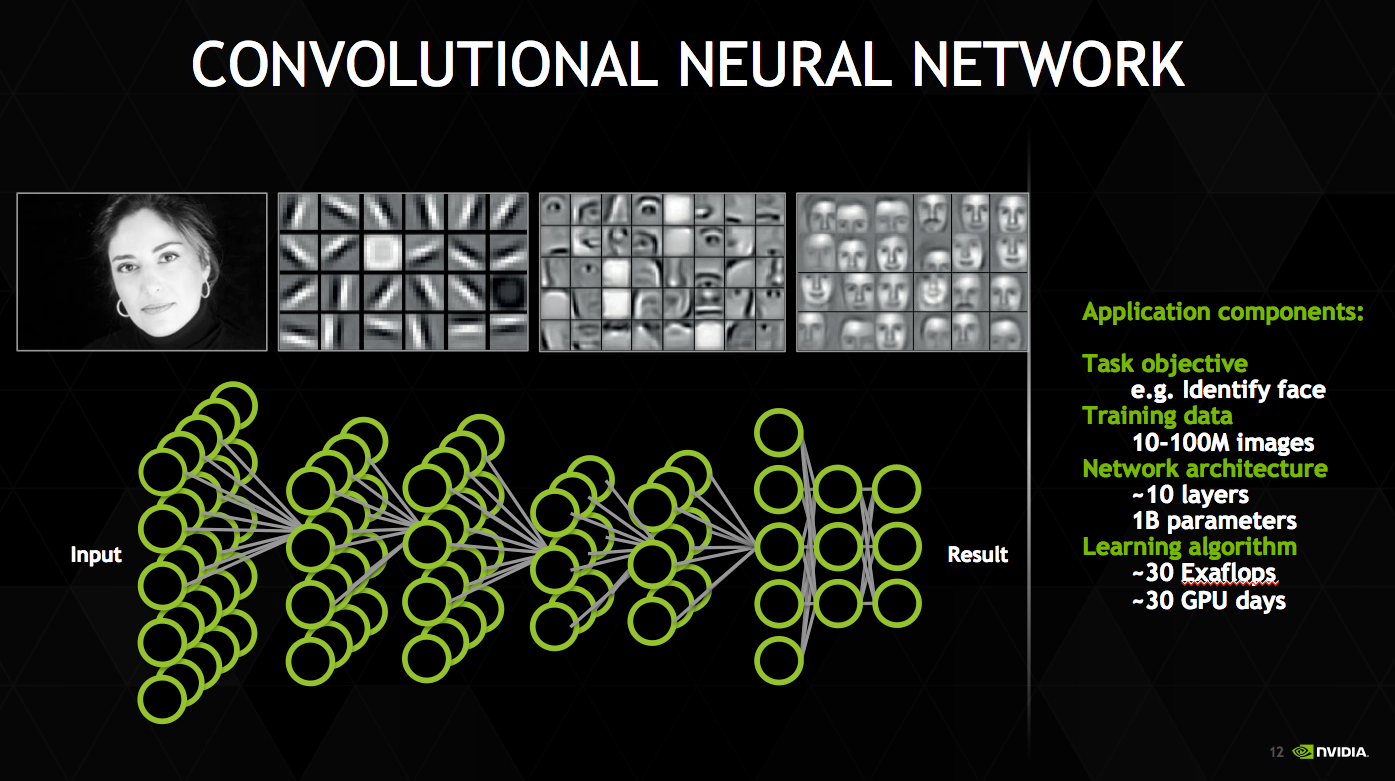 CONVOLUTIONAL NEURAL NETWORK
Input
Result
Application components:
Task objective
e.g. Identify face
Training data
10-100M images
Network architecture
~10 layers
1B parameters
Learning algorithm
~30 Exaflops
~30 GPU days
12 NVIDIA.